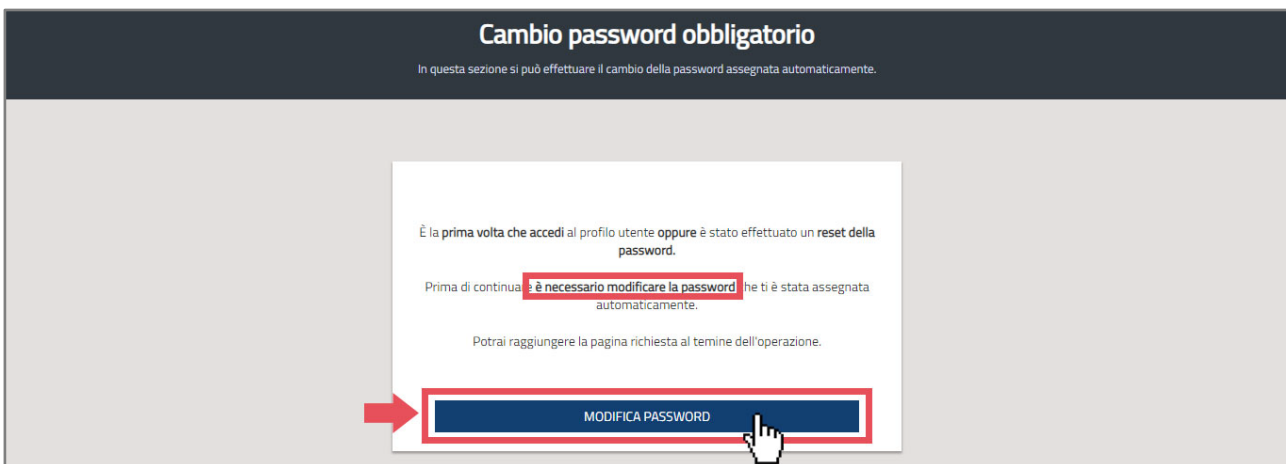 Cambio password obbligatorio
In questa sezione si può effettuare il cambio della password assegnata automaticamente.
È la prima volta che accedi al profilo utente oppure è stato effettuato un reset della
password.
Prima di continuare è necessario modificare la password che ti è stata assegnata
automaticamente.
Potrai raggiungere la pagina richiesta al temine dell'operazione.
MODIFICA PASSWORD